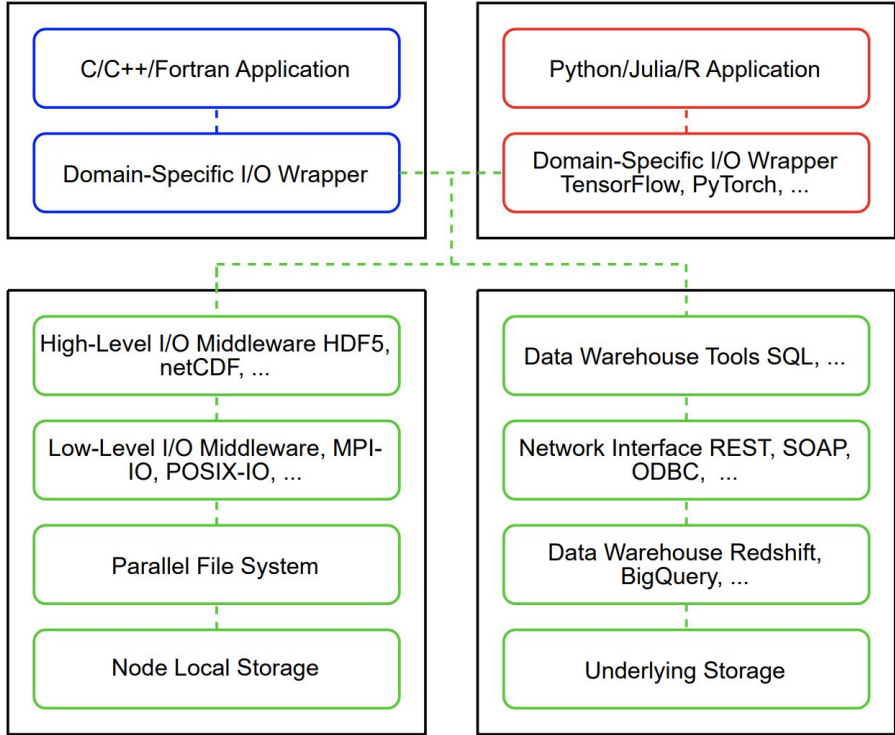 C/C++/Fortran Application
Domain-Specific I/O Wrapper
Python/Julia/R Application
Domain-Specific I/O Wrapper
TensorFlow, PyTorch, ...
High-Level I/O Middleware HDF5,
netCDF, ...
Low-Level I/O Middleware, MPI-
IO, POSIX-IO, ...
Parallel File System
Node Local Storage
Data Warehouse Tools SQL, ...
Network Interface REST, SOAP,
ODBC, ...
Data Warehouse Redshift,
BigQuery, ...
Underlying Storage